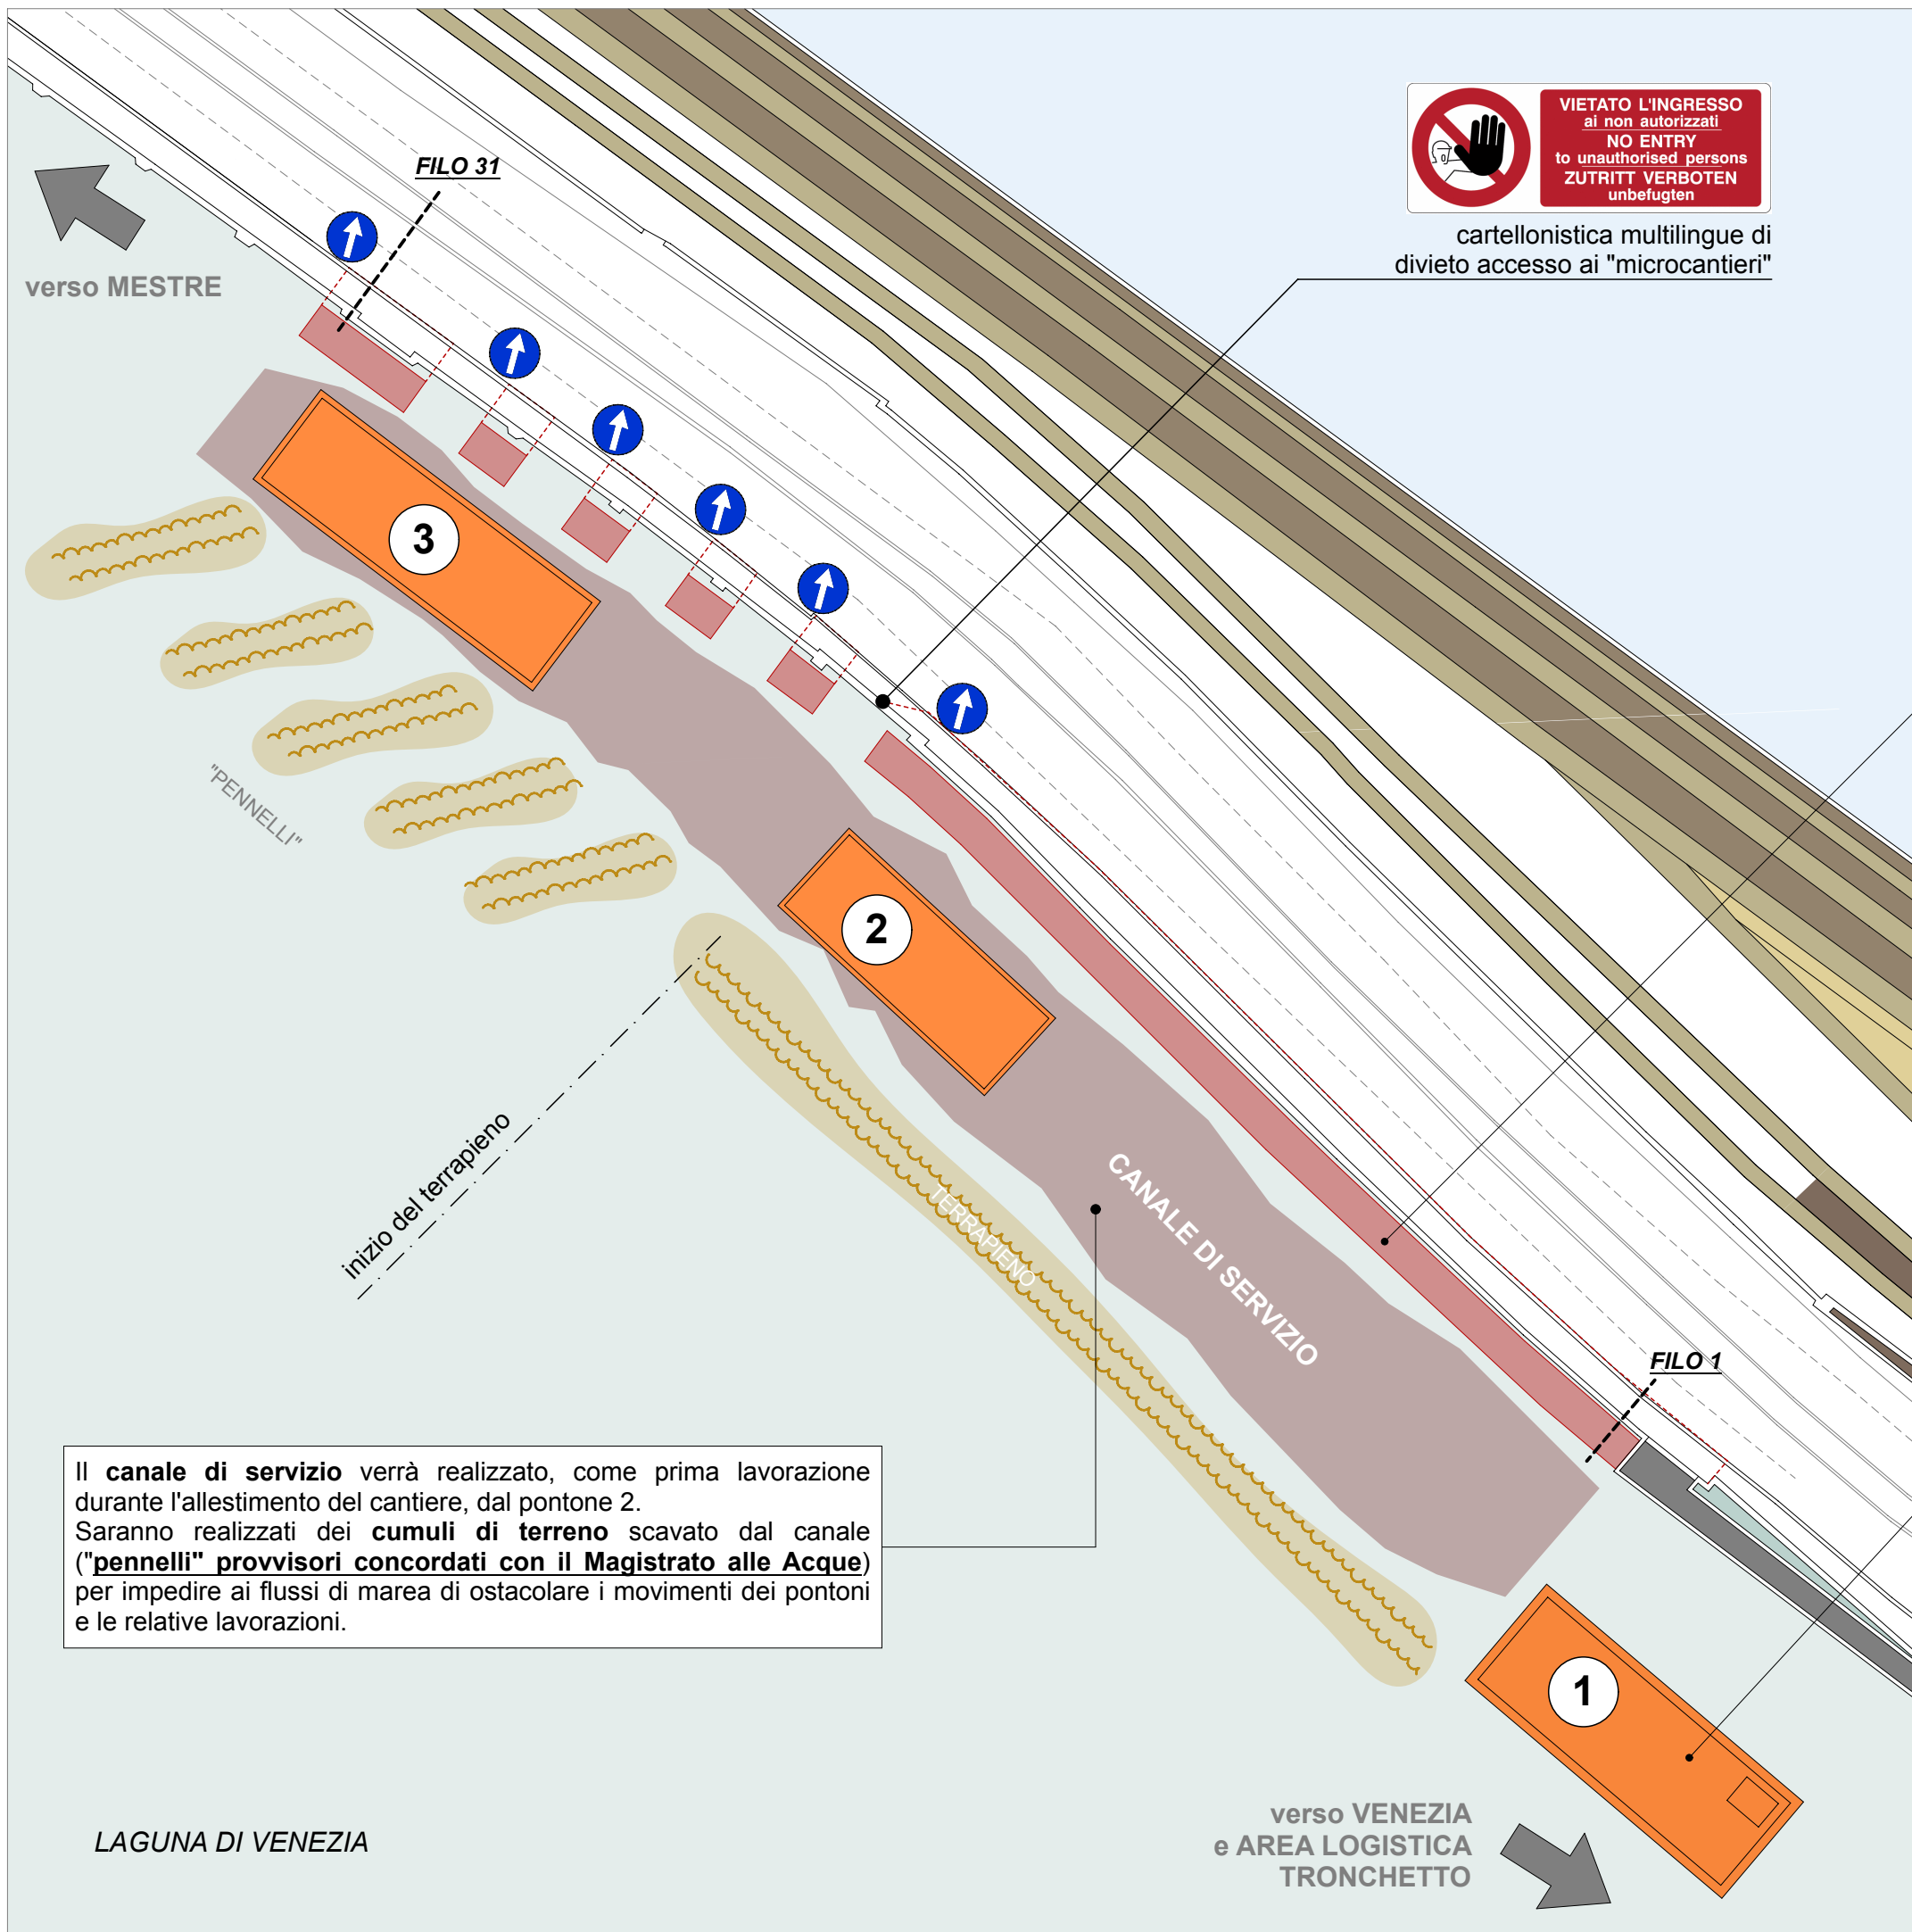 VIETATO L'INGRESSO
ai non autorizzati
NO ENTRY
to unauthorised persons
ZUTRITT VERBOTEN
unbefugten
cartellonistica multilingue di
divieto accesso ai "microcantieri"
FILO 31
verso MESTRE
3
"PENNELLI"
2
inizio del terrapieno
TERRAPIENO
CANALE DI SERVIZIO
FILO 1
Il canale di servizio verrà realizzato, come prima lavorazione
durante l'allestimento del cantiere, dal pontone 2.
Saranno realizzati dei cumuli di terreno scavato dal canale
("pennelli" provvisori concordati con il Magistrato alle Acque)
per impedire ai flussi di marea di ostacolare i movimenti dei pontoni
e le relative lavorazioni.
1
verso VENEZIA
e AREA LOGISTICA
TRONCHETTO
LAGUNA DI VENEZIA